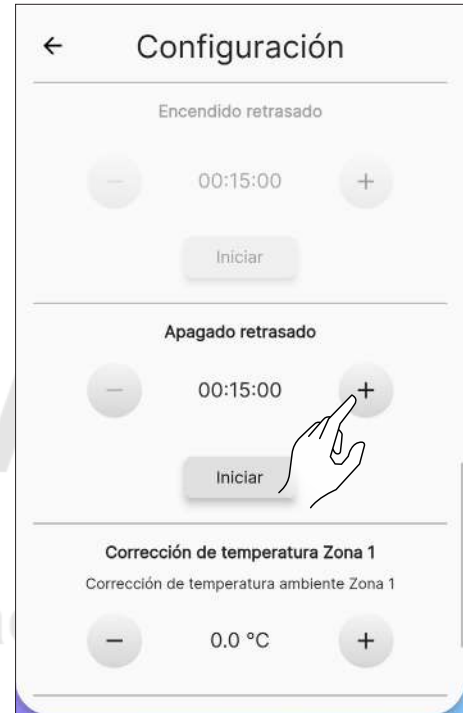 ← Configuración
Encendido retrasado
− 00:15:00 +
Iniciar
Apagado retrasado
− 00:15:00 +
Iniciar
Corrección de temperatura Zona 1
Corrección de temperatura ambiente Zona 1
− 0.0 °C +